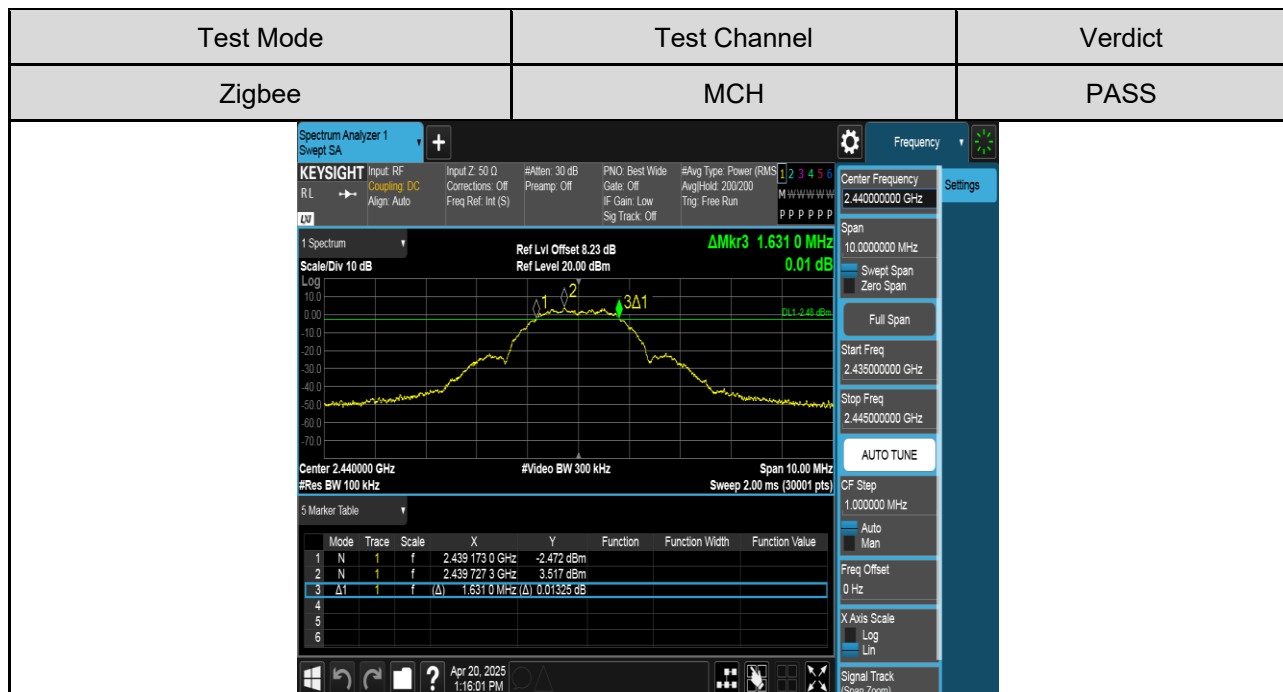 Test Mode Test Channel Verdict
Zigbee MCH PASS
Spectrum Analyzer 1
Swept SA
+
Frequency
KEYSIGHT
RL
LXI
Input: RF
Coupling: DC
Align: Auto
Input Z: 50 Ω
Corrections: Off
Freq Ref: Int (S)
#Atten: 30 dB
Preamp: Off
PNO: Best Wide
Gate: Off
IF Gain: Low
Sig Track: Off
#Avg Type: Power (RMS
Avg|Hold: 200/200
Trig: Free Run
1 2 3 4 5 6
M W W W W W
P P P P P P
1 Spectrum
Scale/Div 10 dB
Ref Lvl Offset 8.23 dB
Ref Level 20.00 dBm
ΔMkr3 1.631 0 MHz
0.01 dB
Log
10.0
0.00
-10.0
-20.0
-30.0
-40.0
-50.0
-60.0
-70.0
1
2
3Δ1
DL1 -2.48 dBm
Center 2.440000 GHz
#Res BW 100 kHz
#Video BW 300 kHz
Span 10.00 MHz
Sweep 2.00 ms (30001 pts)
5 Marker Table
Mode Trace Scale X Y Function Function Width Function Value
1 N 1 f 2.439 173 0 GHz -2.472 dBm
2 N 1 f 2.439 727 3 GHz 3.517 dBm
3 Δ1 1 f (Δ) 1.631 0 MHz (Δ) 0.01325 dB
4
5
6
?
Apr 20, 2025
1:16:01 PM
Center Frequency
2.440000000 GHz
Settings
Span
10.0000000 MHz
Swept Span
Zero Span
Full Span
Start Freq
2.435000000 GHz
Stop Freq
2.445000000 GHz
AUTO TUNE
CF Step
1.000000 MHz
Auto
Man
Freq Offset
0 Hz
X Axis Scale
Log
Lin
Signal Track
(Span Zoom)